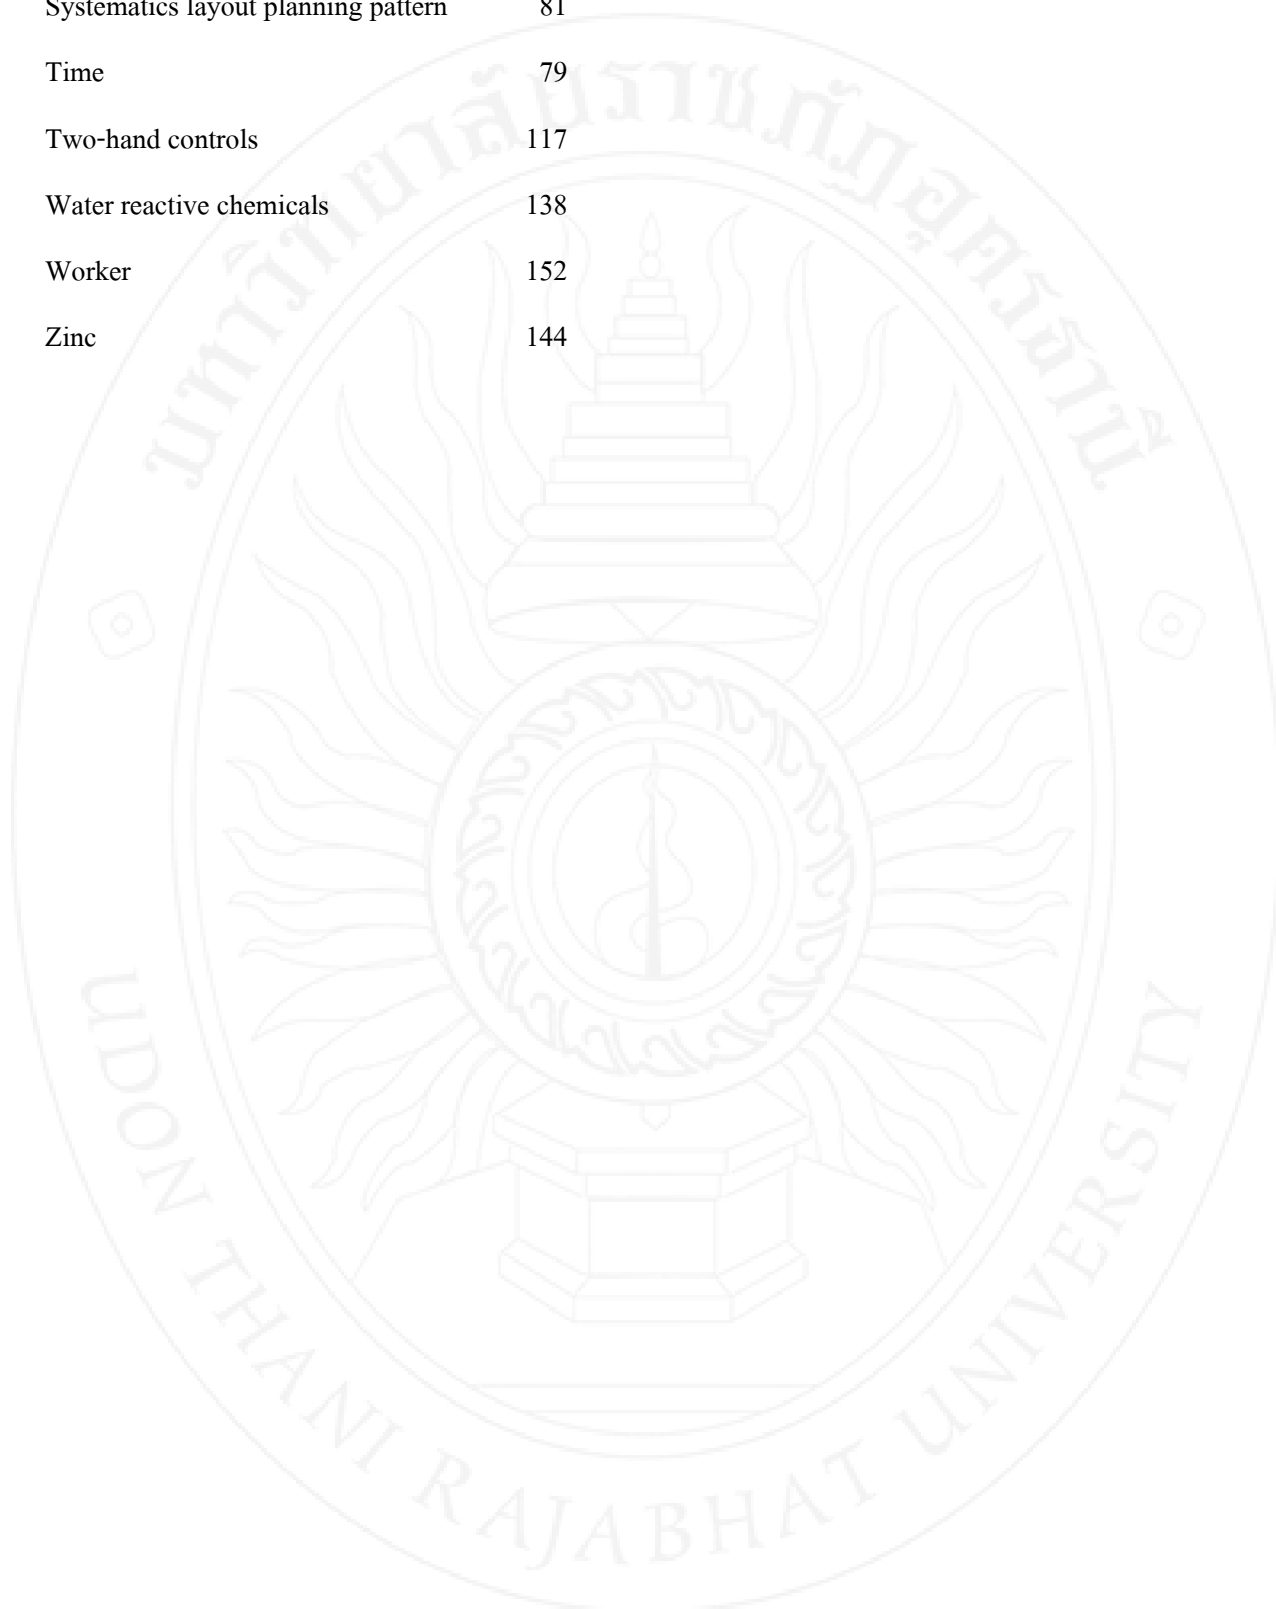 Systematics layout planning pattern 81
Time 79
Two-hand controls 117
Water reactive chemicals 138
Worker 152
Zinc 144
มหาวิทยาลัยราชภัฏอุดรธานี
UDON THANI RAJABHAT UNIVERSITY